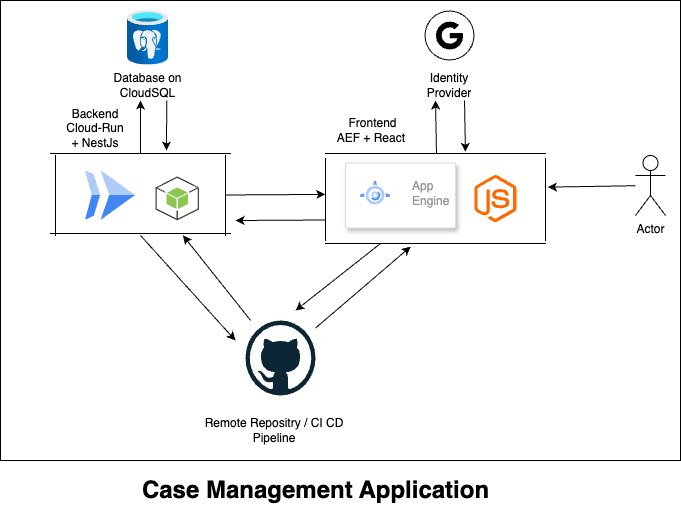 Database on
CloudSQL
Identity
Provider
Backend
Cloud-Run
+ NestJs
Frontend
AEF + React
App
Engine
JS
G
Actor
Remote Repositry / CI CD
Pipeline
Case Management Application